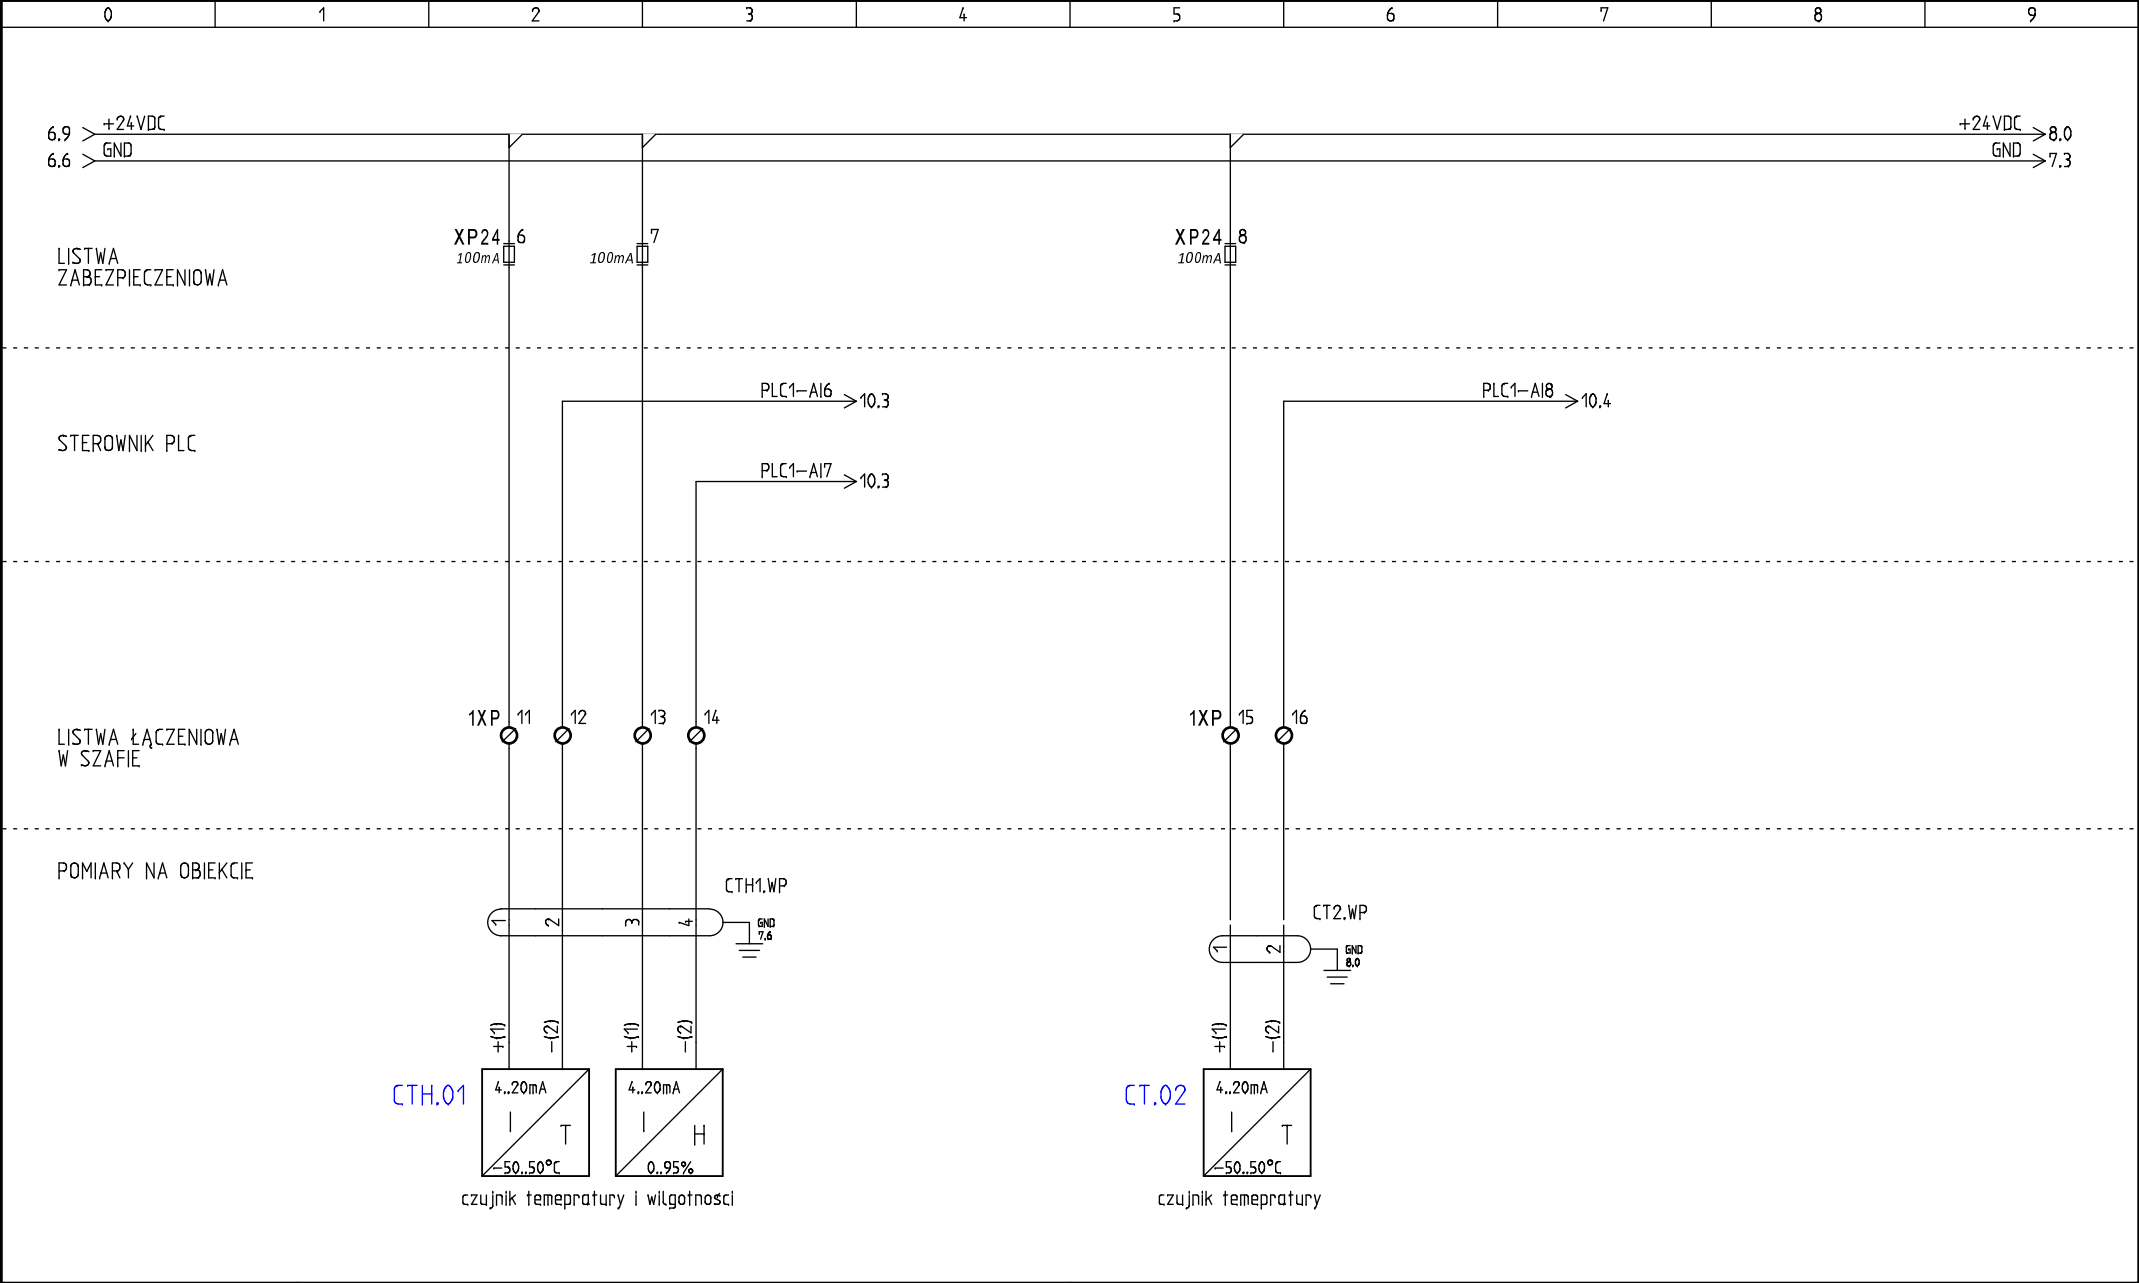 0 1 2 3 4 5 6 7 8 9
+24VDC +24VDC
6.9 8.0
GND GND
6.6 7.3
XP24 6 7 XP24 8
LISTWA 100mA 100mA 100mA
ZABEZPIECZENIOWA
PLC1-AI6 10.3 PLC1-AI8 10.4
STEROWNIK PLC
PLC1-AI7 10.3
1XP 11 12 13 14 1XP 15 16
LISTWA ŁĄCZENIOWA
W SZAFIE
POMIARY NA OBIEKCIE
CTH1.WP
CT2.WP
1 2 3 4 GND
7.6
1 2 GND
8.0
+(1) -(2) +(1) -(2) +(1) -(2)
CTH.01 4..20mA 4..20mA CT.02 4..20mA
I T I H I T
-50..50°C 0..95% -50..50°C
czujnik temepratury i wilgotności czujnik temepratury